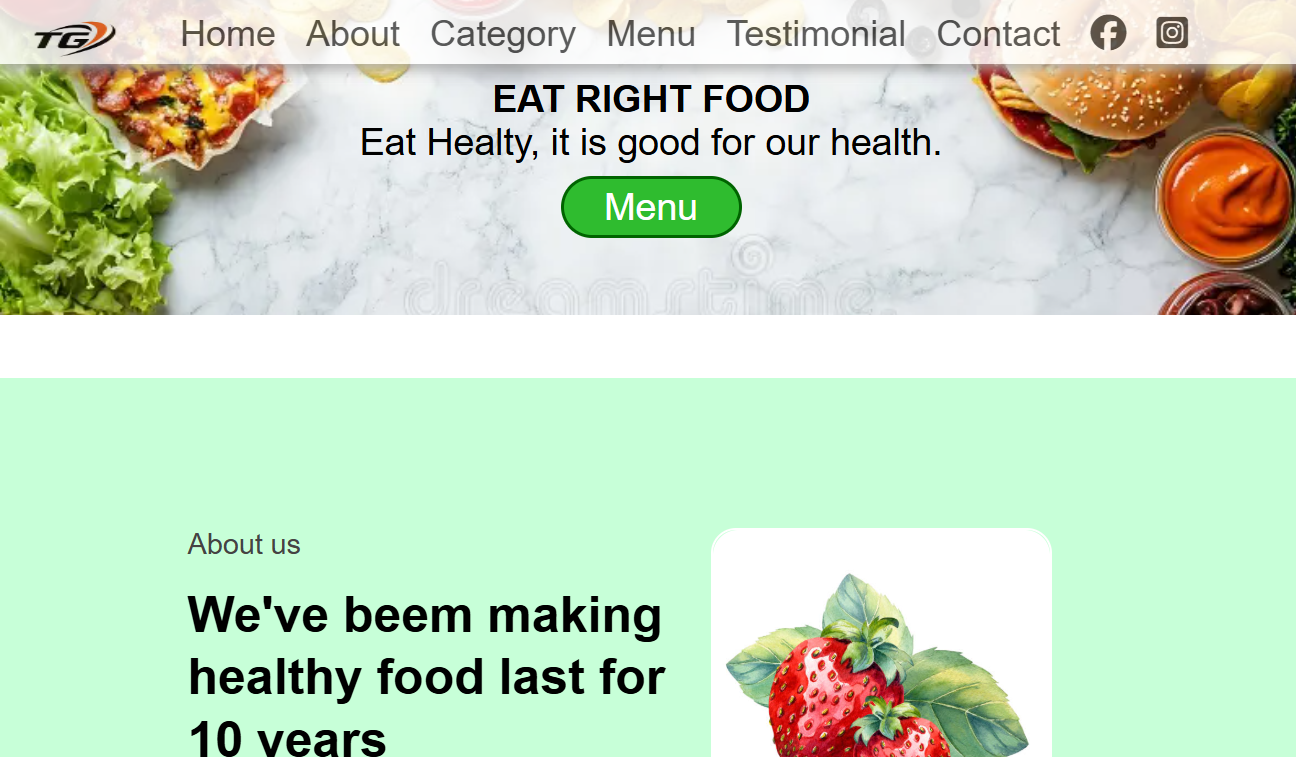 TG
Home About Category Menu Testimonial Contact
EAT RIGHT FOOD
Eat Healty, it is good for our health.
Menu
dreamstime
About us
We've beem making
healthy food last for
10 years